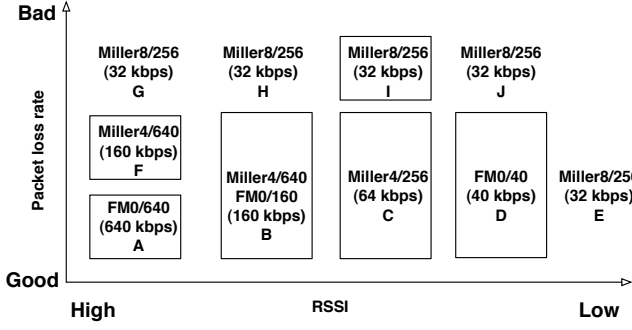 Bad
Miller8/256 Miller8/256 Miller8/256 Miller8/256
(32 kbps) (32 kbps) (32 kbps) (32 kbps)
G H I J
Packet loss rate
Miller4/640
(160 kbps)
F
Miller4/640 Miller4/256 FM0/40 Miller8/256
FM0/160 (64 kbps) (40 kbps) (32 kbps)
(160 kbps) C D E
B
FM0/640
(640 kbps)
A
Good
High RSSI Low